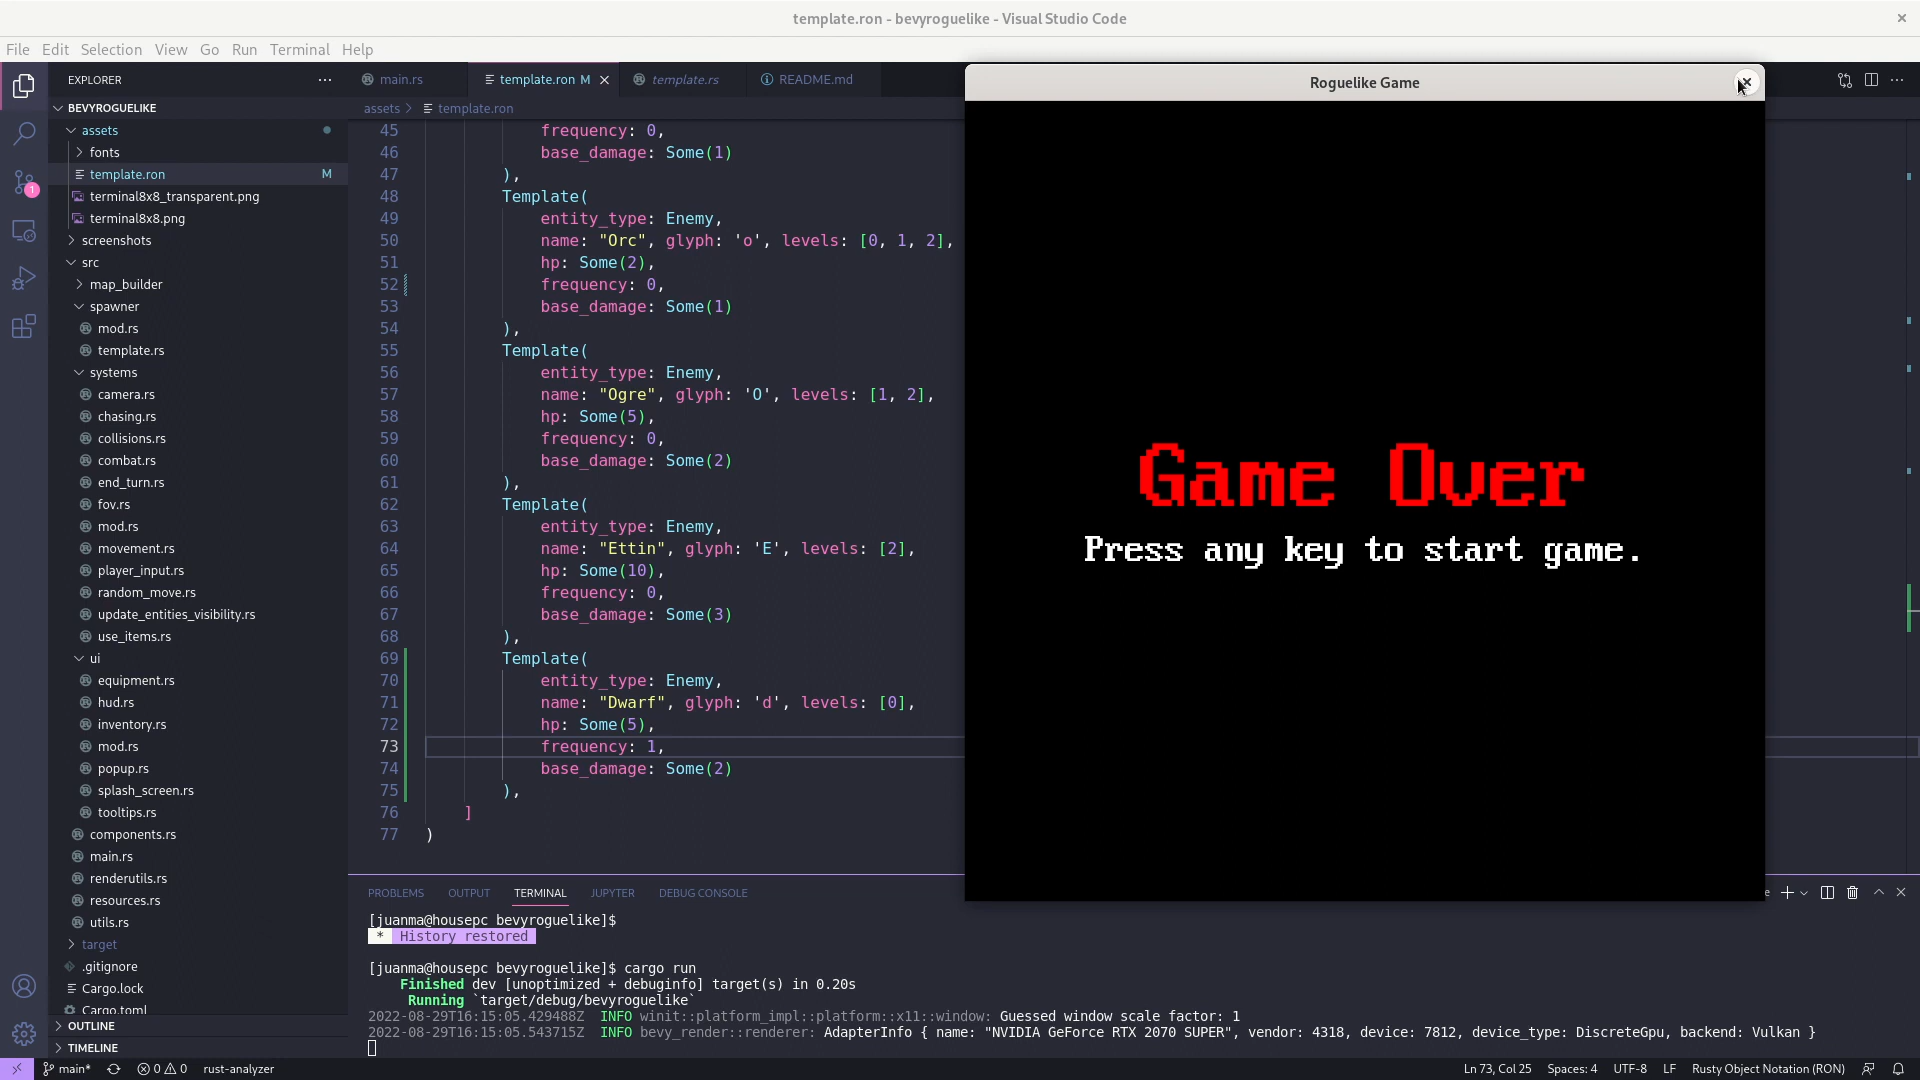 template.ron - bevyroguelike - Visual Studio Code
File Edit Selection View Go Run Terminal Help
EXPLORER
BEVYROGUELIKE
assets
fonts
template.ron M
terminal8x8_transparent.png
terminal8x8.png
screenshots
src
map_builder
spawner
mod.rs
template.rs
systems
camera.rs
chasing.rs
collisions.rs
combat.rs
end_turn.rs
fov.rs
mod.rs
movement.rs
player_input.rs
random_move.rs
update_entities_visibility.rs
use_items.rs
ui
equipment.rs
hud.rs
inventory.rs
mod.rs
popup.rs
splash_screen.rs
tooltips.rs
components.rs
main.rs
renderutils.rs
resources.rs
utils.rs
target
.gitignore
Cargo.lock
Cargo.toml
OUTLINE
TIMELINE
1
main.rs template.ron M template.rs README.md
assets > template.ron
45 frequency: 0,
46 base_damage: Some(1)
47 ),
48 Template(
49 entity_type: Enemy,
50 name: "Orc", glyph: 'o', levels: [0, 1, 2],
51 hp: Some(2),
52 frequency: 0,
53 base_damage: Some(1)
54 ),
55 Template(
56 entity_type: Enemy,
57 name: "Ogre", glyph: 'O', levels: [1, 2],
58 hp: Some(5),
59 frequency: 0,
60 base_damage: Some(2)
61 ),
62 Template(
63 entity_type: Enemy,
64 name: "Ettin", glyph: 'E', levels: [2],
65 hp: Some(10),
66 frequency: 0,
67 base_damage: Some(3)
68 ),
69 Template(
70 entity_type: Enemy,
71 name: "Dwarf", glyph: 'd', levels: [0],
72 hp: Some(5),
73 frequency: 1,
74 base_damage: Some(2)
75 ),
76 ]
77 )
Roguelike Game
Game Over
Press any key to start game.
PROBLEMS OUTPUT TERMINAL JUPYTER DEBUG CONSOLE
[juanma@housepc bevyroguelike]$
* History restored
[juanma@housepc bevyroguelike]$ cargo run
Finished dev [unoptimized + debuginfo] target(s) in 0.20s
Running `target/debug/bevyroguelike`
2022-08-29T16:15:05.429488Z INFO winit::platform_impl::platform::x11::window: Guessed window scale factor: 1
2022-08-29T16:15:05.543715Z INFO bevy_render::renderer: AdapterInfo { name: "NVIDIA GeForce RTX 2070 SUPER", vendor: 4318, device: 7812, device_type: DiscreteGpu, backend: Vulkan }
main* 0 0 rust-analyzer Ln 73, Col 25 Spaces: 4 UTF-8 LF Rusty Object Notation (RON)